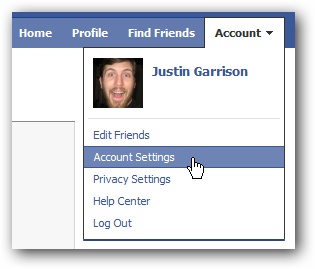 Home Profile Find Friends Account
Justin Garrison
Edit Friends
Account Settings
Privacy Settings
Help Center
Log Out